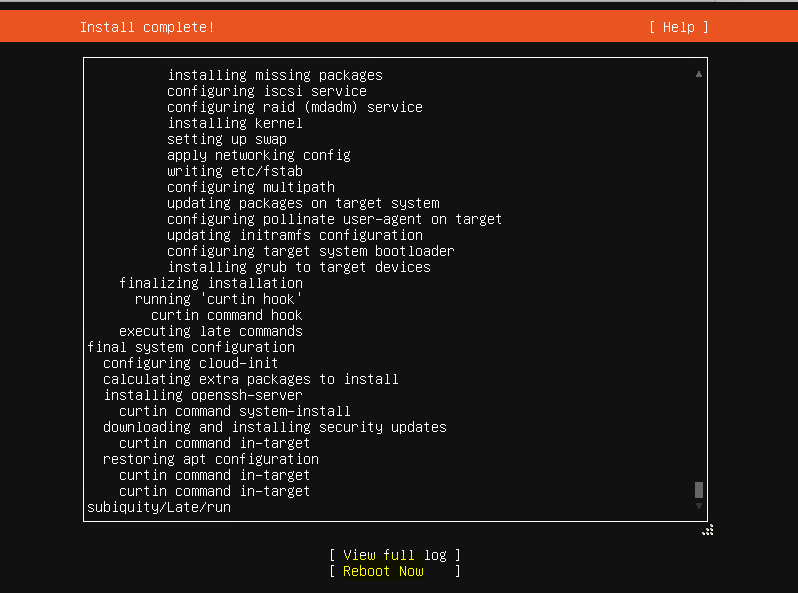 Install complete! [ Help ]
installing missing packages
configuring iscsi service
configuring raid (mdadm) service
installing kernel
setting up swap
apply networking config
writing etc/fstab
configuring multipath
updating packages on target system
configuring pollinate user-agent on target
updating initramfs configuration
configuring target system bootloader
installing grub to target devices
finalizing installation
running 'curtin hook'
curtin command hook
executing late commands
final system configuration
configuring cloud-init
calculating extra packages to install
installing openssh-server
curtin command system-install
downloading and installing security updates
curtin command in-target
restoring apt configuration
curtin command in-target
curtin command in-target
subiquity/Late/run
[ View full log ]
[ Reboot Now ]